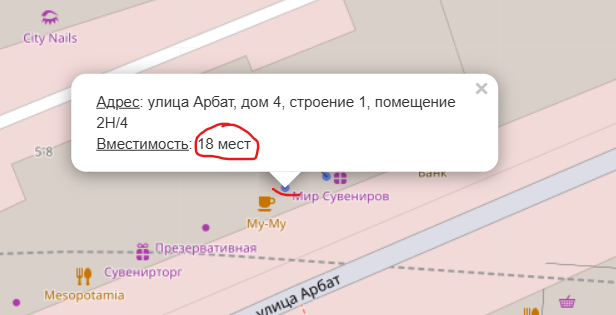 City Nails
×
Адрес: улица Арбат, дом 4, строение 1, помещение
2Н/4
Вместимость: 18 мест
5-8
Банк
Мир Сувениров
Му-Му
Презервативная
Сувенирторг
Mesopotamia
улица Арбат